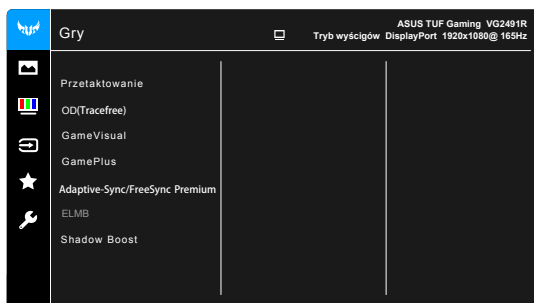 ASUS TUF Gaming VG2491R
Gry
Tryb wyścigów DisplayPort 1920x1080@ 165Hz
Przetaktowanie
OD(Tracefree)
GameVisual
GamePlus
Adaptive-Sync/FreeSync Premium
ELMB
Shadow Boost